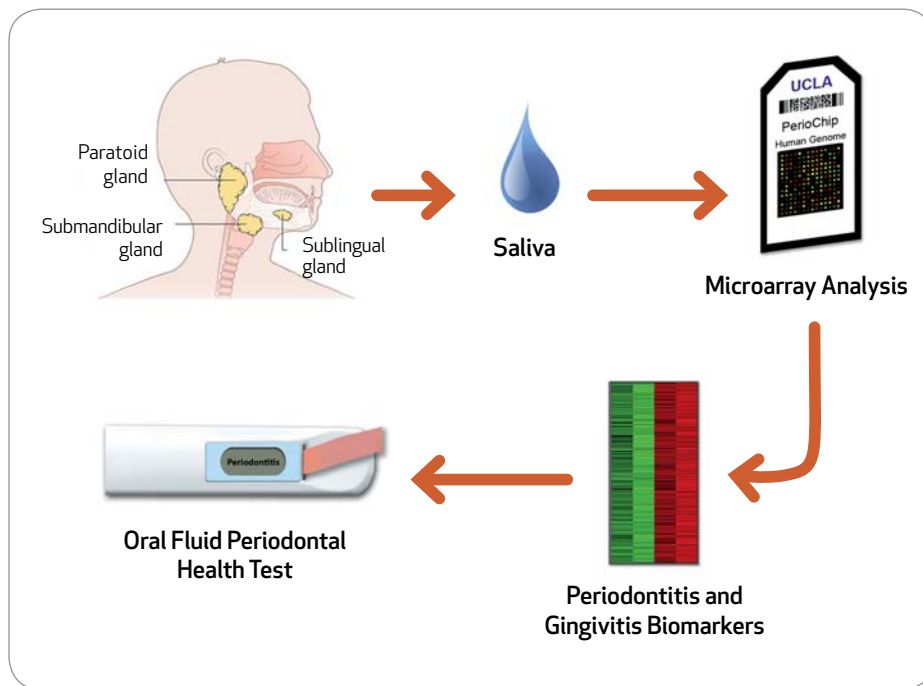 Paratoid
gland
Submandibular
gland
Sublingual
gland
Saliva
UCLA
PerioChip
Human Genome
Microarray Analysis
Periodontitis
Oral Fluid Periodontal
Health Test
Periodontitis and
Gingivitis Biomarkers